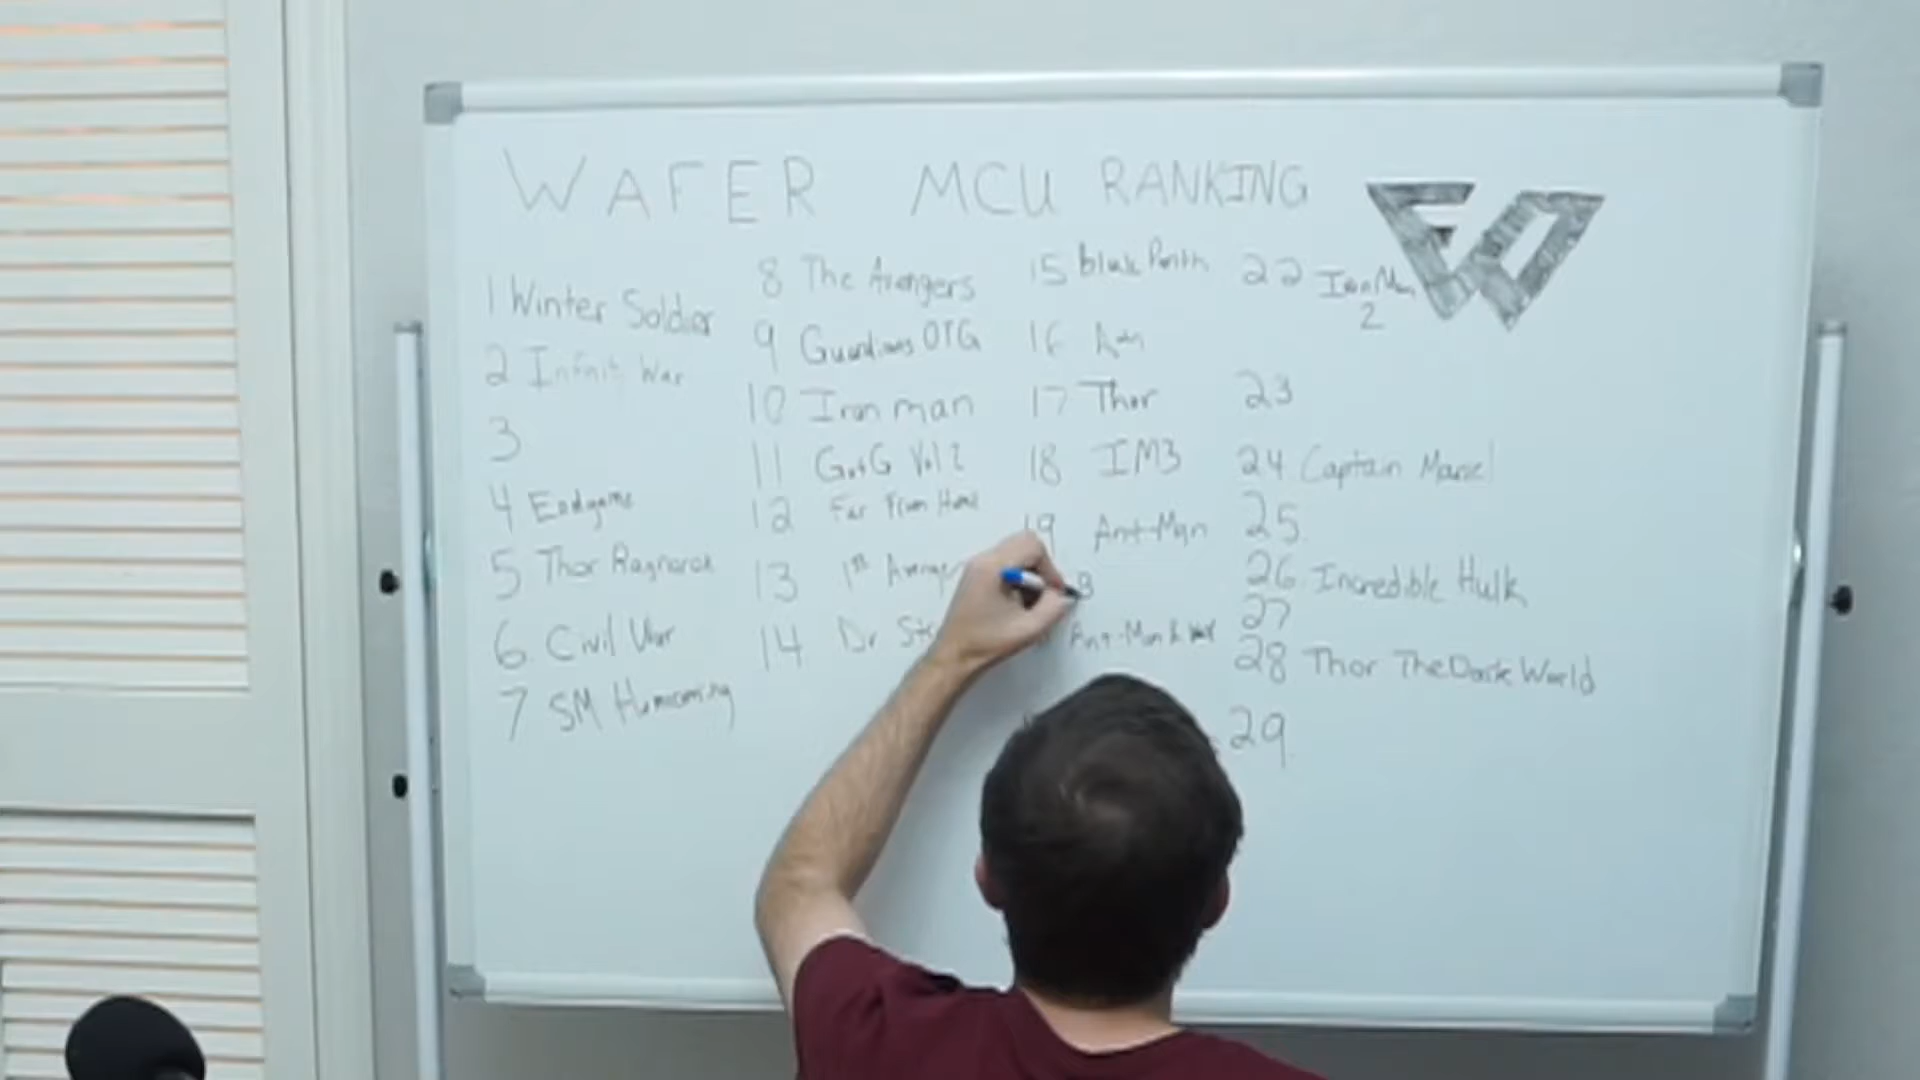 WAFER MCU RANKING
1 Winter Soldier
2 Infinity War
3
4 Endgame
5 Thor Ragnarok
6. Civil War
7 SM Homecoming
8 The Avengers
9 Guardians OTG
10 Iron man
11 GotG Vol 2
12 Far From Home
13 1st Avenger
14 Dr
15 black Panth
16
17 Thor
18 IM3
19 Ant-Man
B
Ant-Man &
22 Iron Man
2
23
24 Captain Marvel
25.
26. Incredible Hulk
27
28 Thor The Dark World
29.